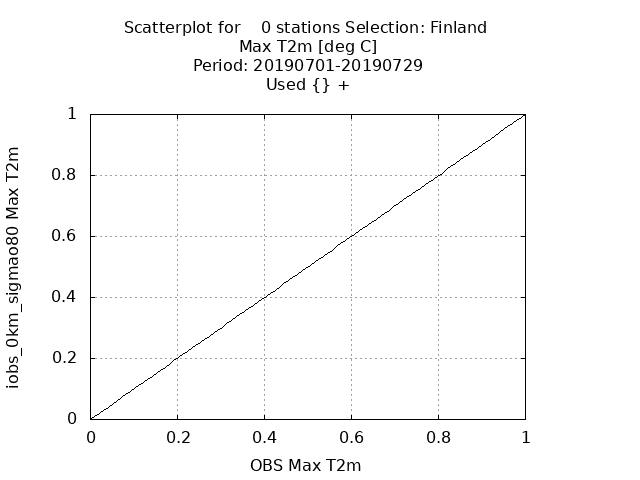 Scatterplot for    0 stations Selection: Finland
Max T2m [deg C]
Period: 20190701-20190729
Used {} +
iobs_0km_sigmao80 Max T2m
1
0.8
0.6
0.4
0.2
0
0 0.2 0.4 0.6 0.8 1
OBS Max T2m